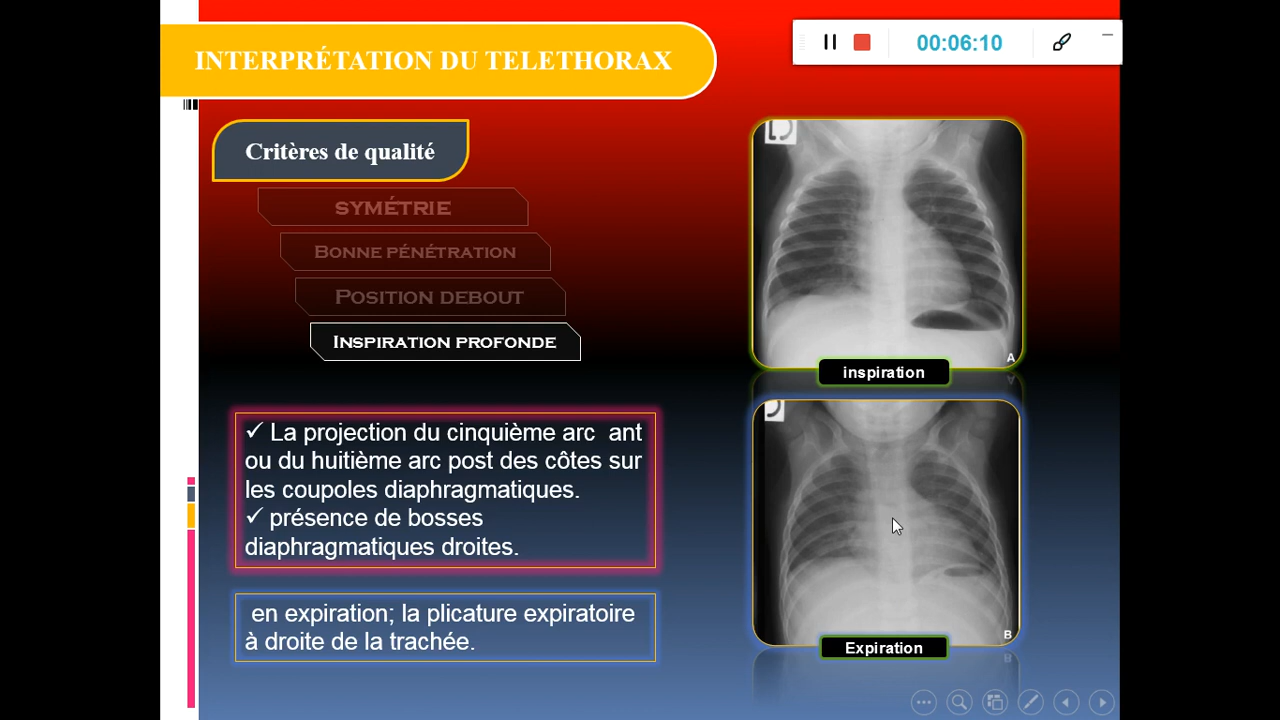 INTERPRÉTATION DU TELETHORAX
00:06:10
Critères de qualité
SYMÉTRIE
BONNE PÉNÉTRATION
POSITION DEBOUT
INSPIRATION PROFONDE
✓ La projection du cinquième arc ant
ou du huitième arc post des côtes sur
les coupoles diaphragmatiques.
✓ présence de bosses
diaphragmatiques droites.
en expiration; la plicature expiratoire
à droite de la trachée.
A
inspiration
B
Expiration